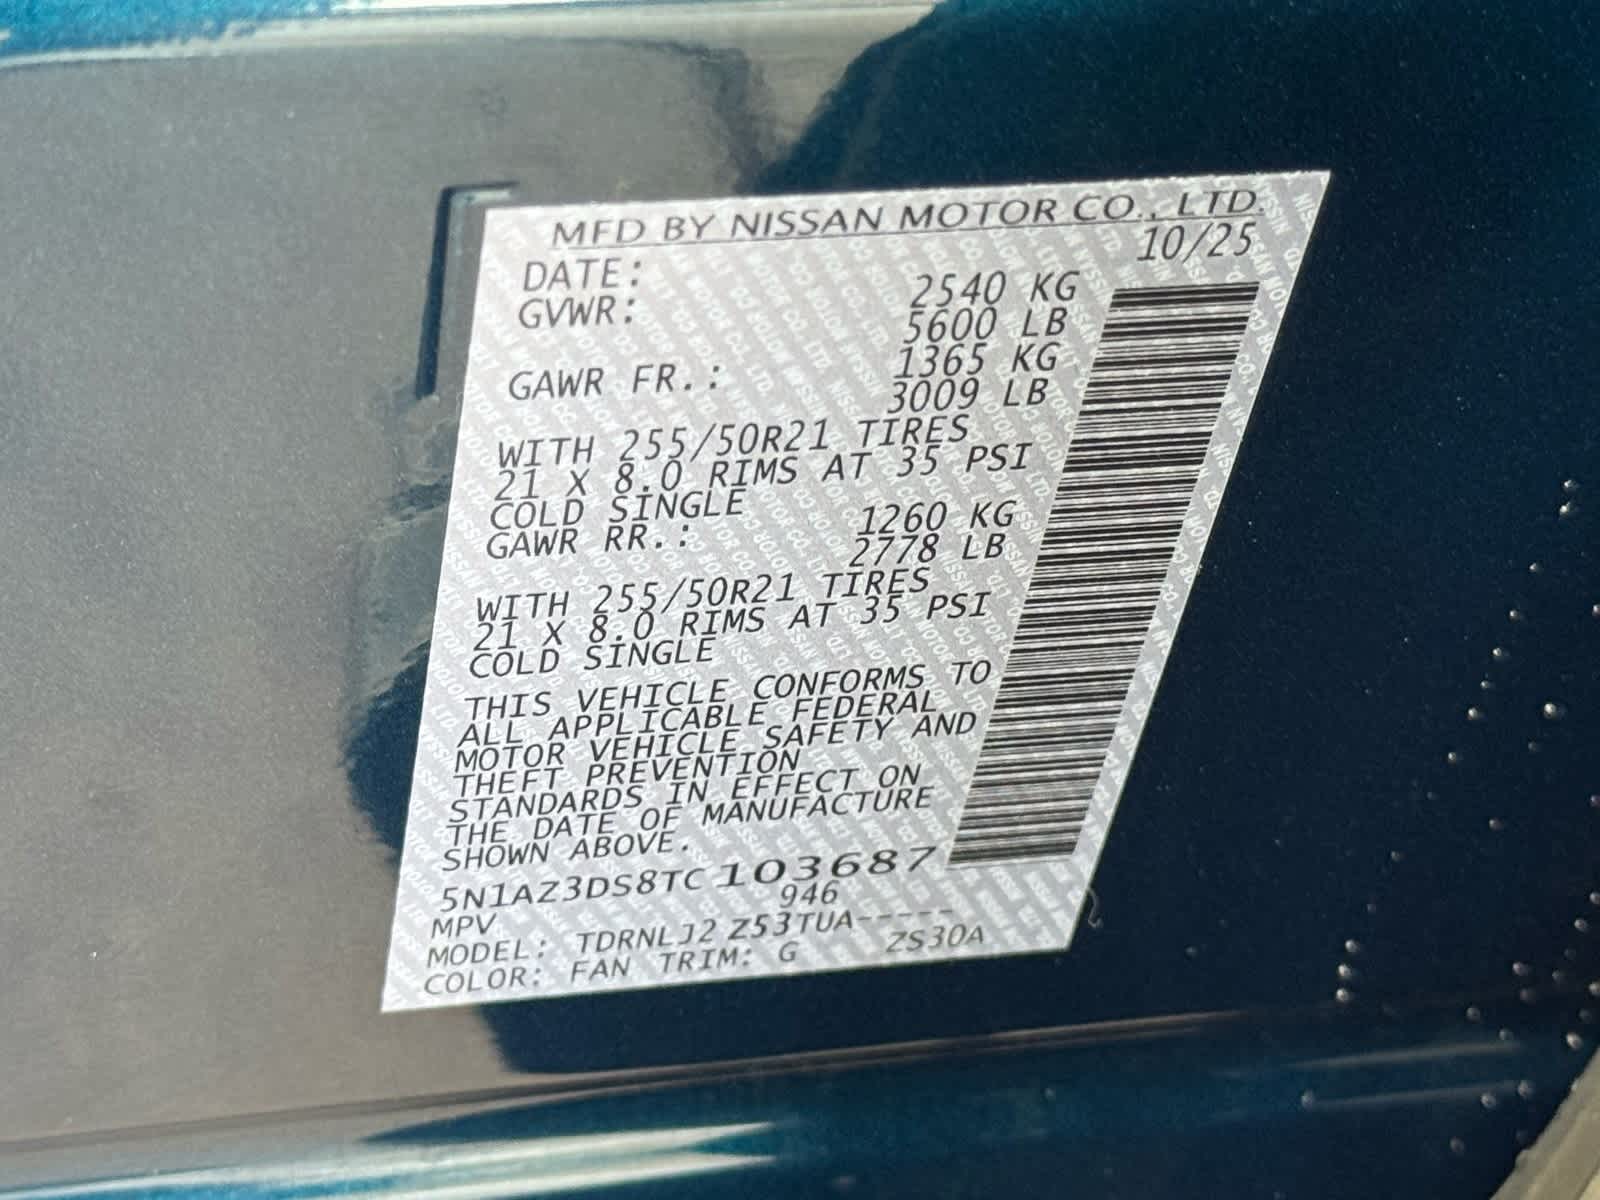 MFD BY NISSAN MOTOR CO., LTD.
DATE: 10/25
GVWR: 2540 KG
5600 LB
GAWR FR.: 1365 KG
3009 LB
WITH 255/50R21 TIRES
21 X 8.0 RIMS AT 35 PSI
COLD SINGLE
GAWR RR.: 1260 KG
2778 LB
WITH 255/50R21 TIRES
21 X 8.0 RIMS AT 35 PSI
COLD SINGLE
THIS VEHICLE CONFORMS TO
ALL APPLICABLE FEDERAL
MOTOR VEHICLE SAFETY AND
THEFT PREVENTION
STANDARDS IN EFFECT ON
THE DATE OF MANUFACTURE
SHOWN ABOVE.
5N1AZ3DS8TC103687
MPV 946
MODEL: TDRNLJ2 Z53TUA-----
COLOR: FAN TRIM: G ZS30A